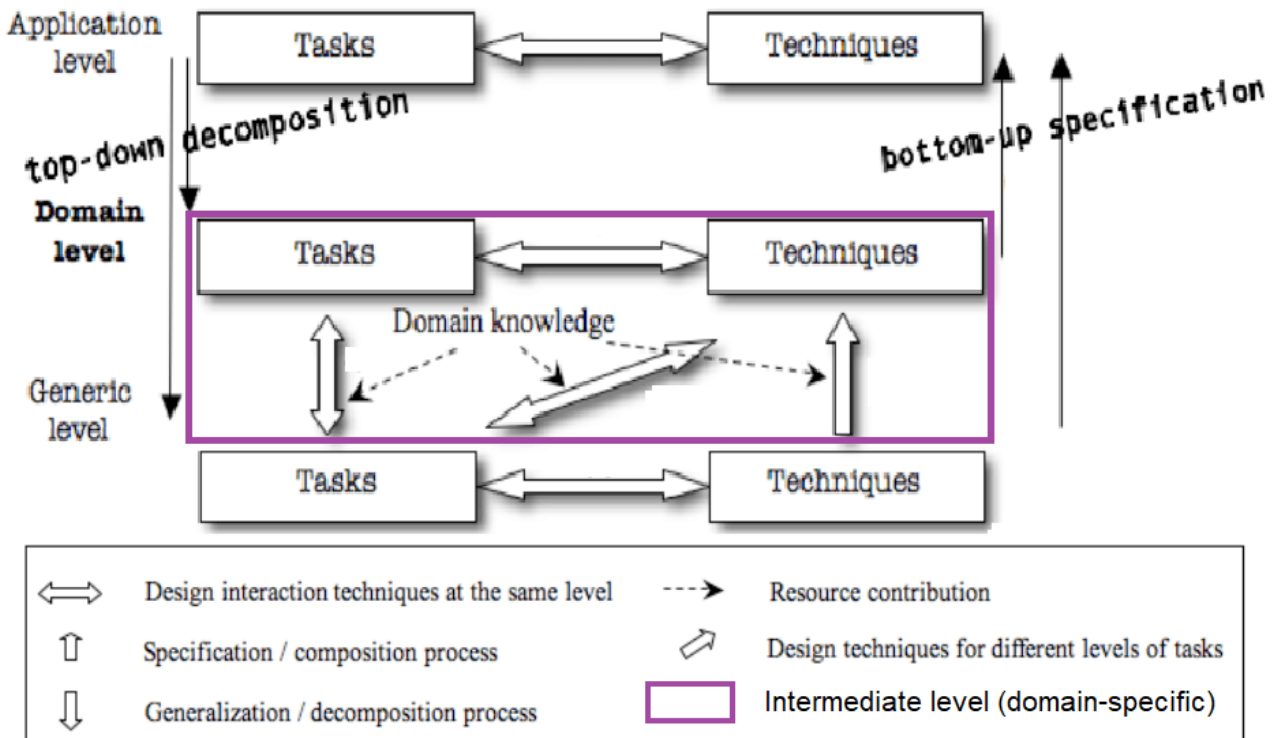 Application
level
Tasks
Techniques
top-down decomposition
bottom-up specification
Domain
level
Tasks
Techniques
Domain knowledge
Generic
level
Tasks
Techniques
Design interaction techniques at the same level
Resource contribution
Specification / composition process
Design techniques for different levels of tasks
Generalization / decomposition process
Intermediate level (domain-specific)